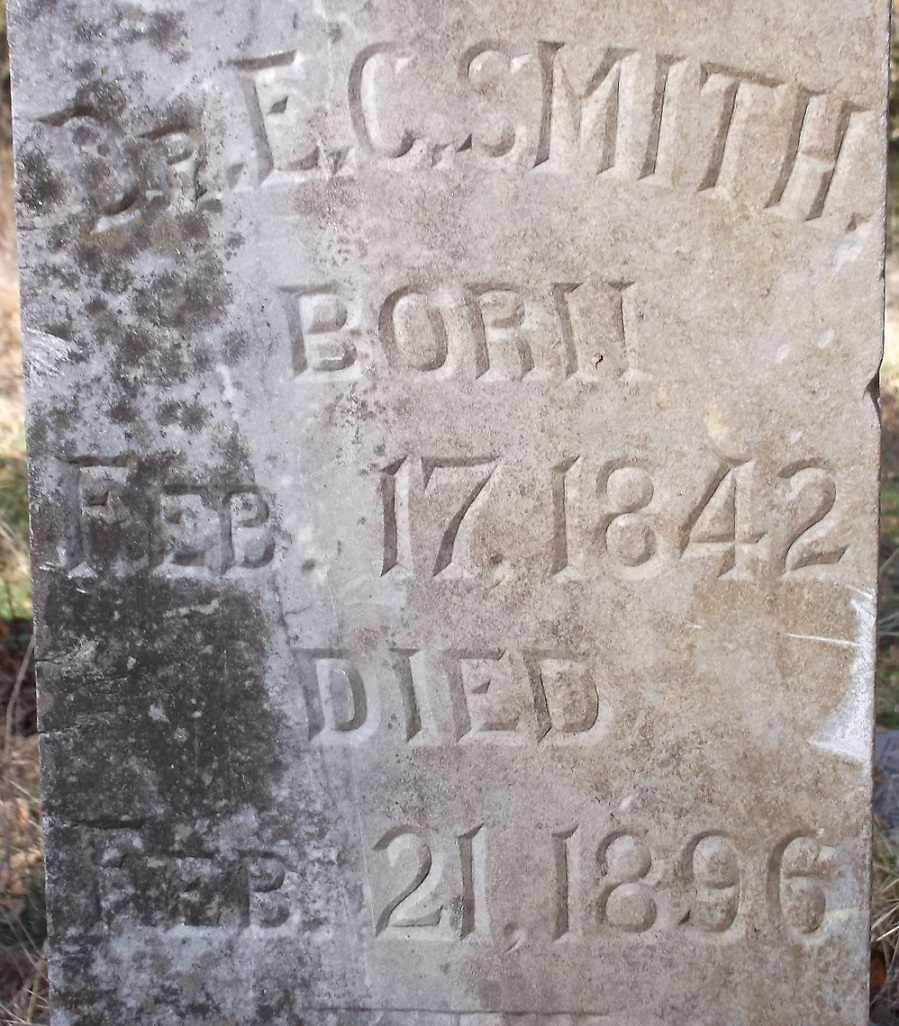 Dr. E. C. SMITH.
BORN
FEB. 17, 1842
DIED
FEB. 21, 1896